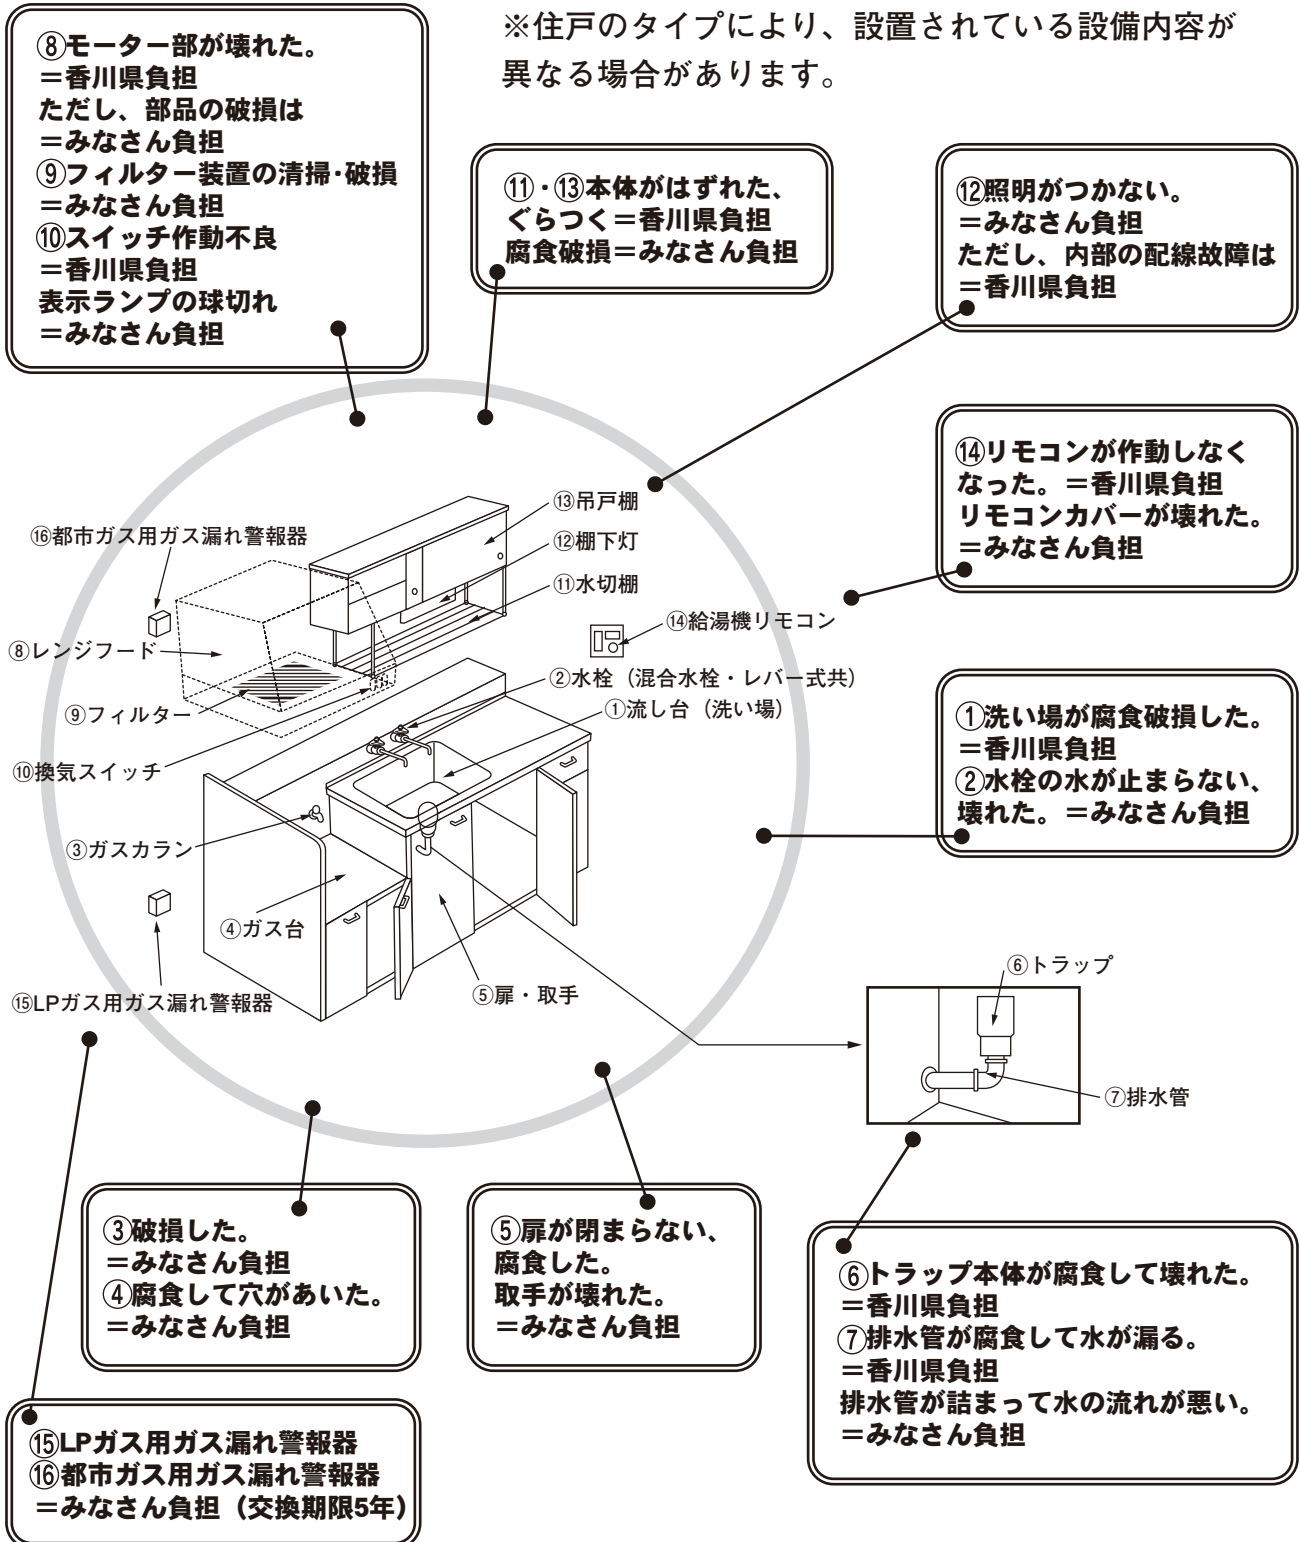 ※住戸のタイプにより、設置されている設備内容が
異なる場合があります。
⑧モーター部が壊れた。
＝香川県負担
ただし、部品の破損は
＝みなさん負担
⑨フィルター装置の清掃･破損
＝みなさん負担
⑩スイッチ作動不良
＝香川県負担
表示ランプの球切れ
＝みなさん負担
⑪・⑬本体がはずれた、
ぐらつく＝香川県負担
腐食破損＝みなさん負担
⑫照明がつかない。
＝みなさん負担
ただし、内部の配線故障は
＝香川県負担
⑭リモコンが作動しなく
なった。＝香川県負担
リモコンカバーが壊れた。
＝みなさん負担
⑬吊戸棚
⑯都市ガス用ガス漏れ警報器
⑫棚下灯
⑪水切棚
⑭給湯機リモコン
⑧レンジフード
②水栓（混合水栓・レバー式共）
①流し台（洗い場）
⑨フィルター
⑩換気スイッチ
③ガスカラン
④ガス台
⑤扉・取手
⑮LPガス用ガス漏れ警報器
⑥トラップ
⑦排水管
①洗い場が腐食破損した。
＝香川県負担
②水栓の水が止まらない、
壊れた。＝みなさん負担
③破損した。
＝みなさん負担
④腐食して穴があいた。
＝みなさん負担
⑤扉が閉まらない、
腐食した。
取手が壊れた。
＝みなさん負担
⑥トラップ本体が腐食して壊れた。
＝香川県負担
⑦排水管が腐食して水が漏る。
＝香川県負担
排水管が詰まって水の流れが悪い。
＝みなさん負担
⑮LPガス用ガス漏れ警報器
⑯都市ガス用ガス漏れ警報器
＝みなさん負担（交換期限5年）